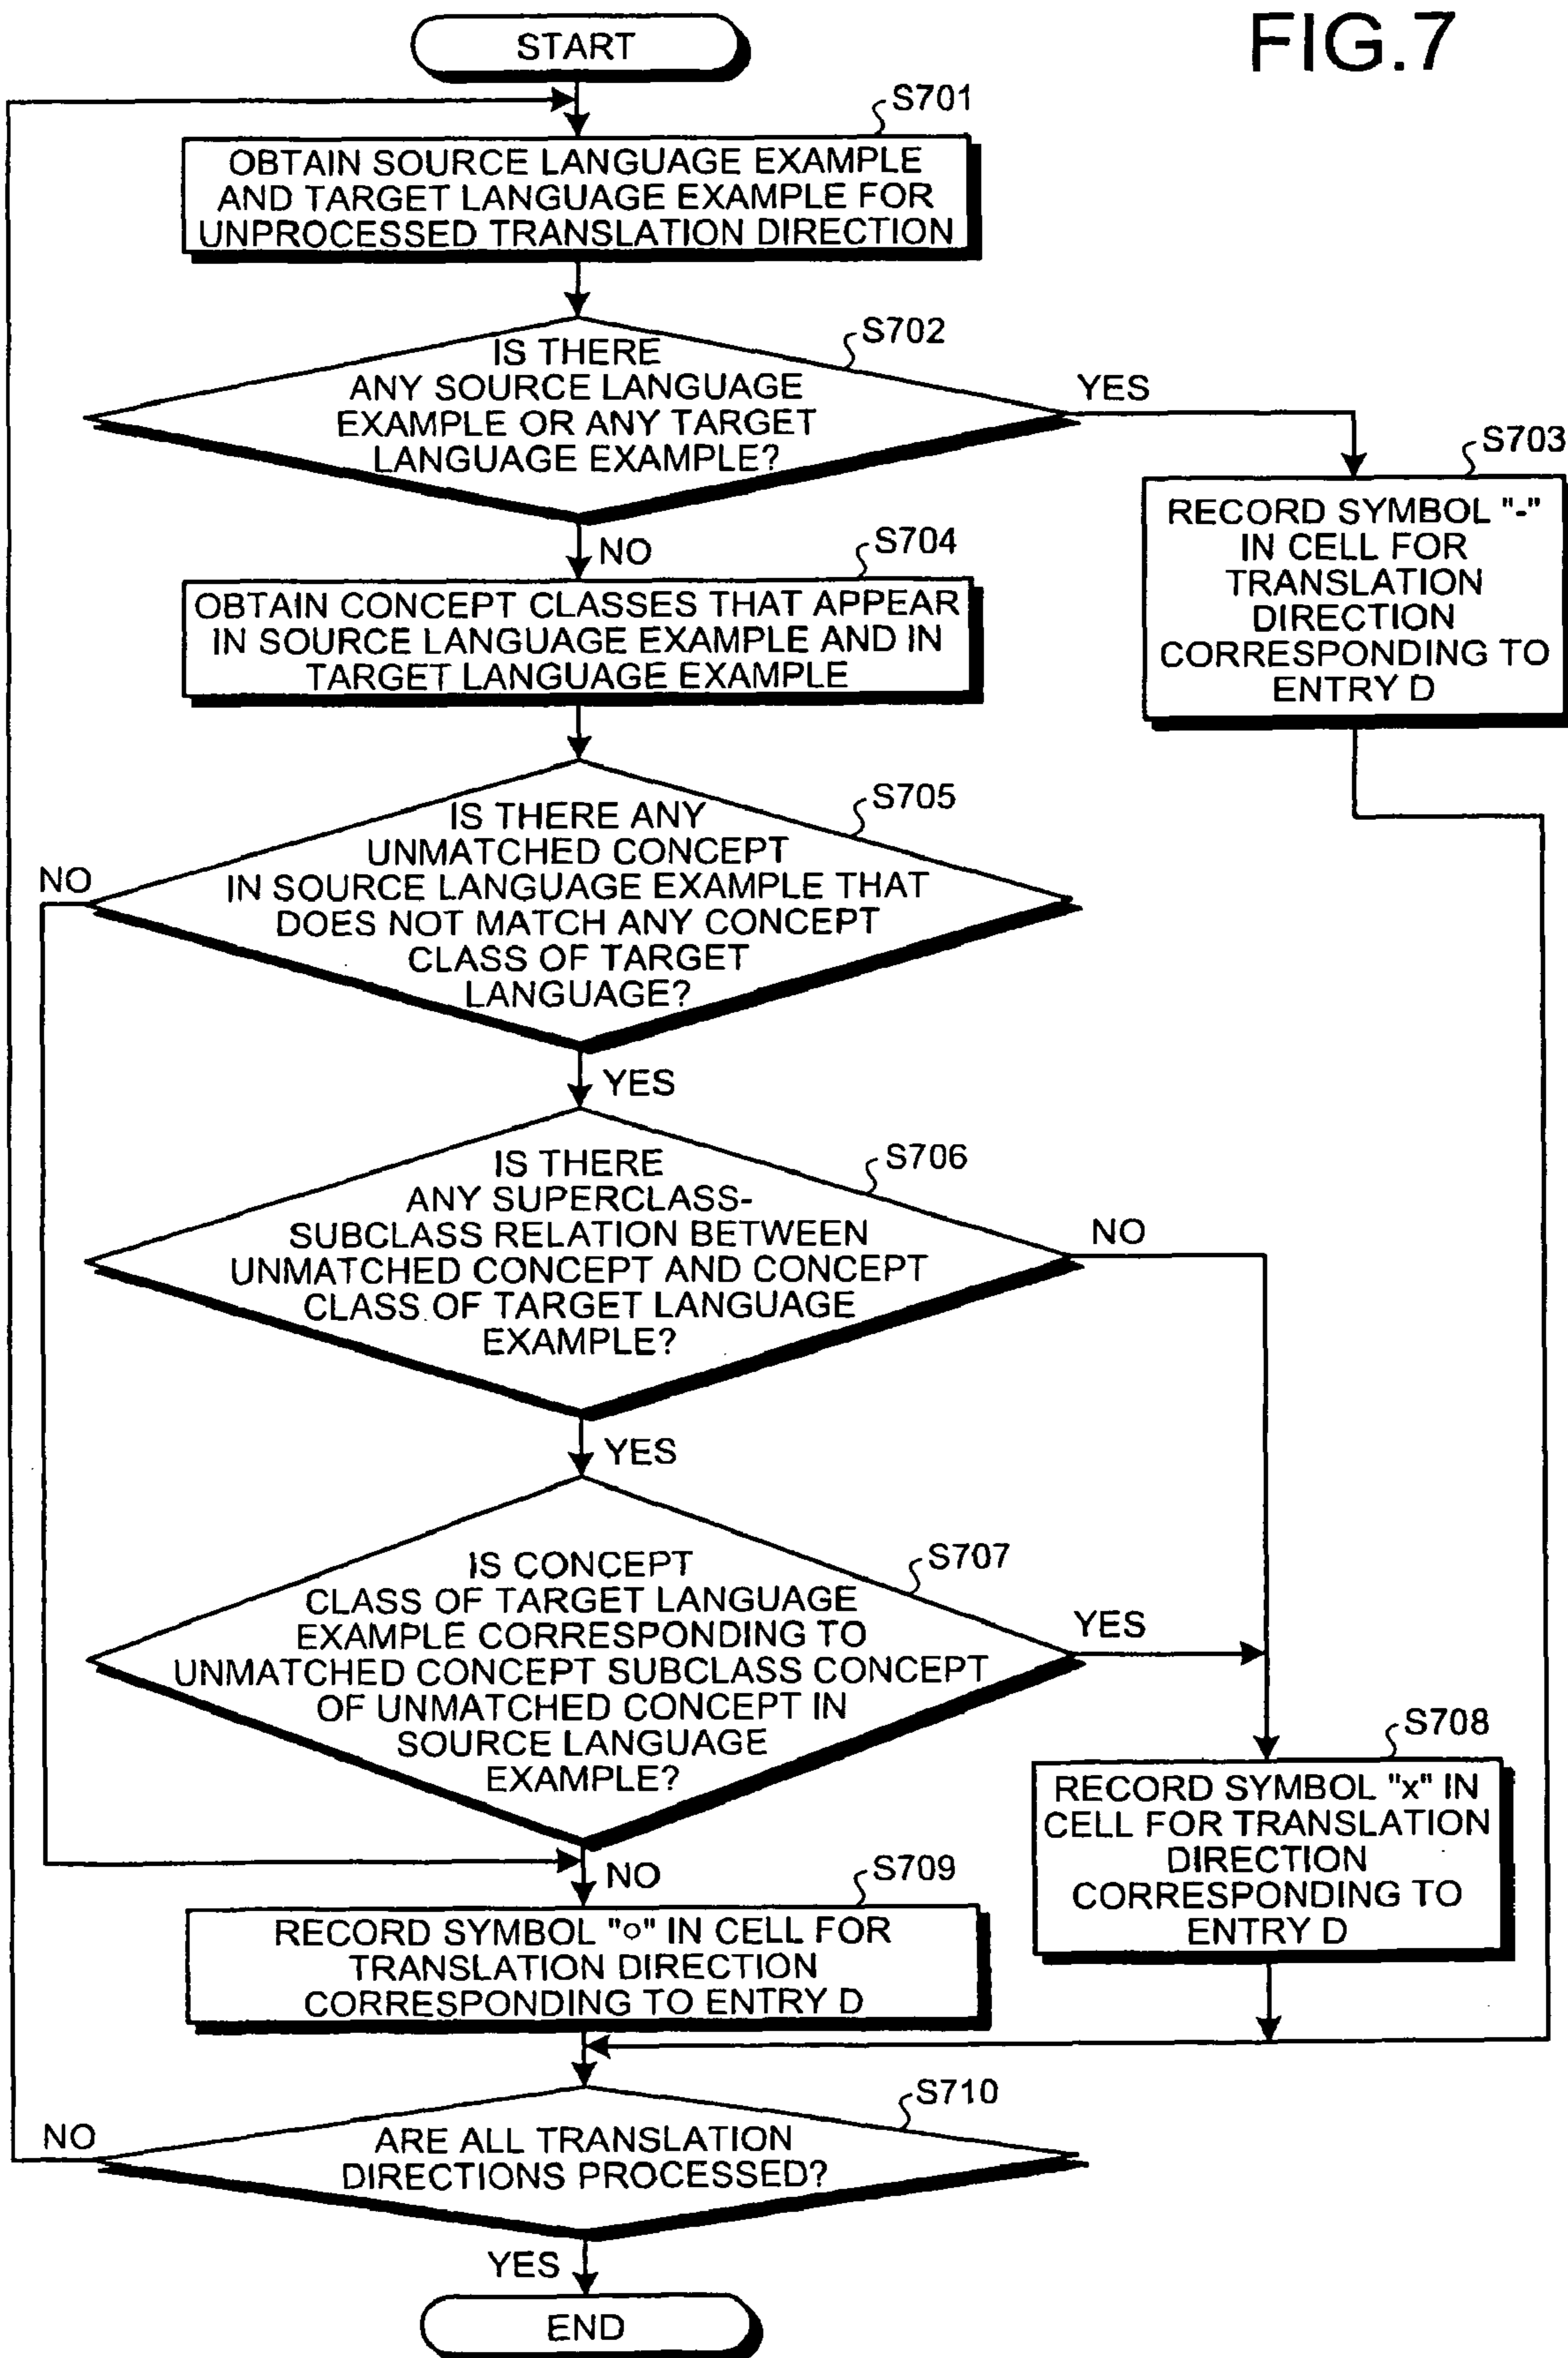 FIG.7
START
S701
OBTAIN SOURCE LANGUAGE EXAMPLE
AND TARGET LANGUAGE EXAMPLE FOR
UNPROCESSED TRANSLATION DIRECTION
S702
IS THERE
ANY SOURCE LANGUAGE
EXAMPLE OR ANY TARGET
LANGUAGE EXAMPLE?
YES
S703
RECORD SYMBOL "-"
IN CELL FOR
TRANSLATION
DIRECTION
CORRESPONDING TO
ENTRY D
NO
S704
OBTAIN CONCEPT CLASSES THAT APPEAR
IN SOURCE LANGUAGE EXAMPLE AND IN
TARGET LANGUAGE EXAMPLE
S705
IS THERE ANY
UNMATCHED CONCEPT
IN SOURCE LANGUAGE EXAMPLE THAT
DOES NOT MATCH ANY CONCEPT
CLASS OF TARGET
LANGUAGE?
NO
YES
S706
IS THERE
ANY SUPERCLASS-
SUBCLASS RELATION BETWEEN
UNMATCHED CONCEPT AND CONCEPT
CLASS OF TARGET LANGUAGE
EXAMPLE?
NO
YES
S707
IS CONCEPT
CLASS OF TARGET LANGUAGE
EXAMPLE CORRESPONDING TO
UNMATCHED CONCEPT SUBCLASS CONCEPT
OF UNMATCHED CONCEPT IN
SOURCE LANGUAGE
EXAMPLE?
YES
S708
RECORD SYMBOL "x" IN
CELL FOR TRANSLATION
DIRECTION
CORRESPONDING TO
ENTRY D
NO
S709
RECORD SYMBOL "○" IN CELL FOR
TRANSLATION DIRECTION
CORRESPONDING TO ENTRY D
S710
ARE ALL TRANSLATION
DIRECTIONS PROCESSED?
NO
YES
END